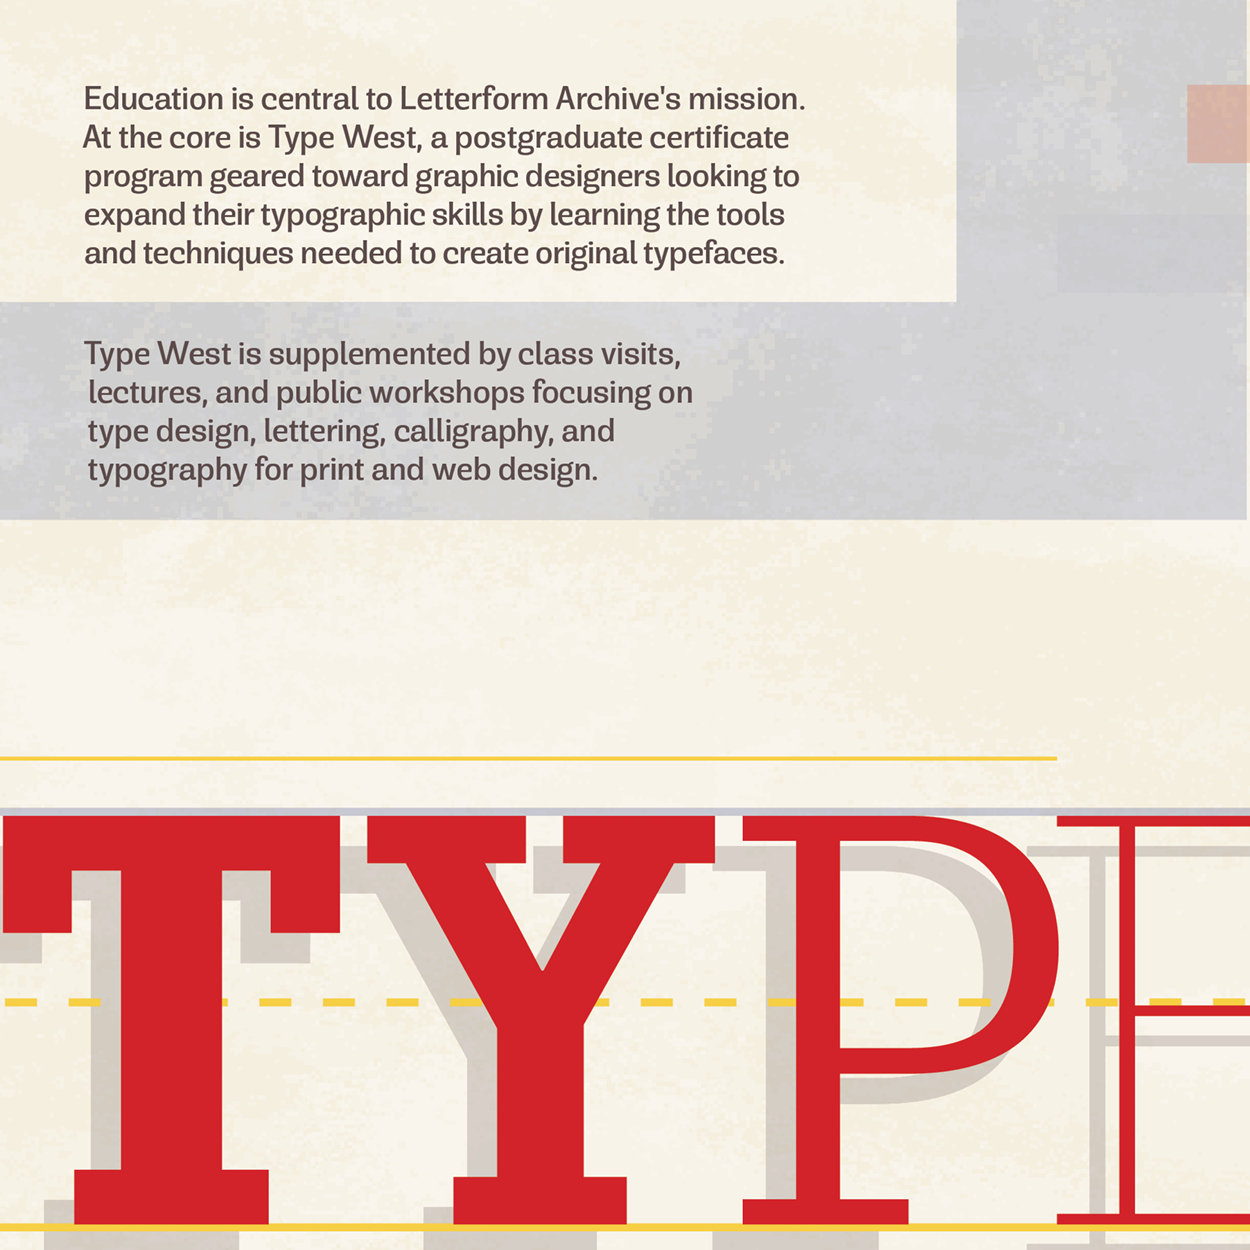 Education is central to Letterform Archive's mission.
At the core is Type West, a postgraduate certificate
program geared toward graphic designers looking to
expand their typographic skills by learning the tools
and techniques needed to create original typefaces.
Type West is supplemented by class visits,
lectures, and public workshops focusing on
type design, lettering, calligraphy, and
typography for print and web design.
TYPE